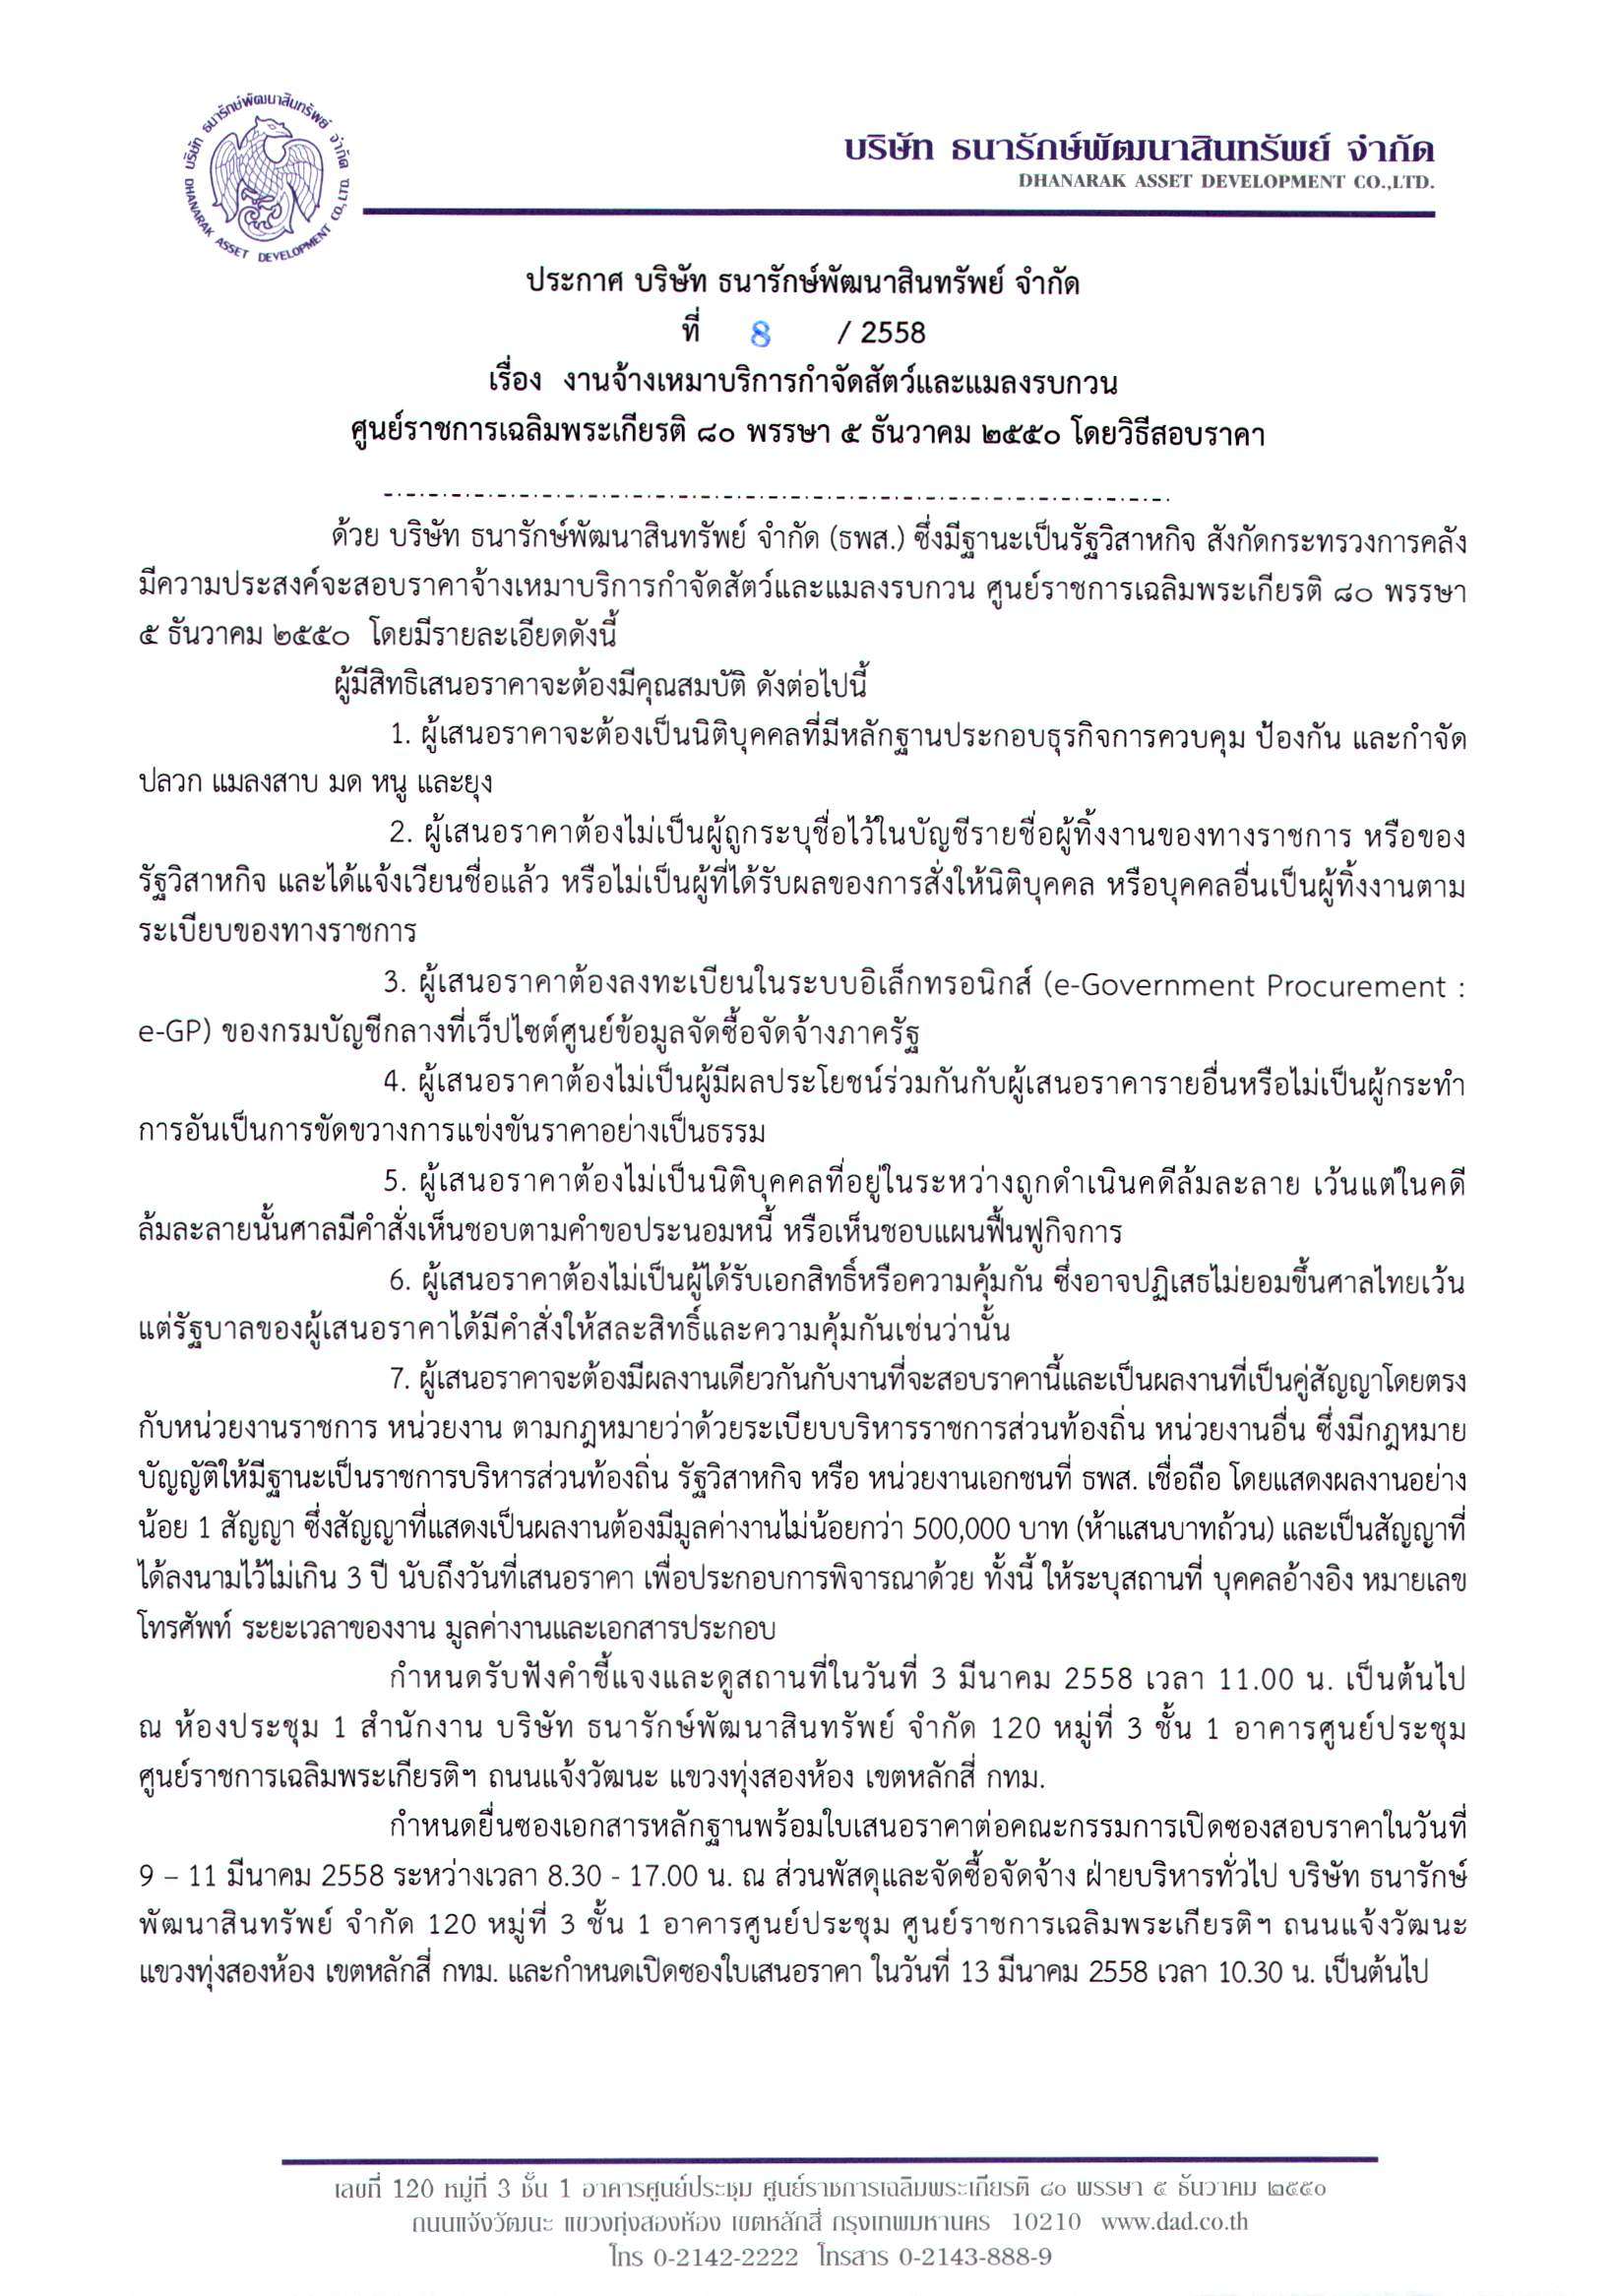 บริษัท ธนารักษ์พัฒนาสินทรัพย์ จำกัด
DHANARAK ASSET DEVELOPMENT CO.,LTD.
บริษัท ธนารักษ์พัฒนาสินทรัพย์ จำกัด
DHANARAK ASSET DEVELOPMENT CO.,LTD.
ประกาศ บริษัท ธนารักษ์พัฒนาสินทรัพย์ จำกัด
ที่ 8 / 2558
เรื่อง งานจ้างเหมาบริการกำจัดสัตว์และแมลงรบกวน
ศูนย์ราชการเฉลิมพระเกียรติ ๘๐ พรรษา ๕ ธันวาคม ๒๕๕๐ โดยวิธีสอบราคา
ด้วย บริษัท ธนารักษ์พัฒนาสินทรัพย์ จำกัด (ธพส.) ซึ่งมีฐานะเป็นรัฐวิสาหกิจ สังกัดกระทรวงการคลัง
มีความประสงค์จะสอบราคาจ้างเหมาบริการกำจัดสัตว์และแมลงรบกวน ศูนย์ราชการเฉลิมพระเกียรติ ๘๐ พรรษา
๕ ธันวาคม ๒๕๕๐ โดยมีรายละเอียดดังนี้
ผู้มีสิทธิเสนอราคาจะต้องมีคุณสมบัติ ดังต่อไปนี้
1. ผู้เสนอราคาจะต้องเป็นนิติบุคคลที่มีหลักฐานประกอบธุรกิจการควบคุม ป้องกัน และกำจัด
ปลวก แมลงสาบ มด หนู และยุง
2. ผู้เสนอราคาต้องไม่เป็นผู้ถูกระบุชื่อไว้ในบัญชีรายชื่อผู้ทิ้งงานของทางราชการ หรือของ
รัฐวิสาหกิจ และได้แจ้งเวียนชื่อแล้ว หรือไม่เป็นผู้ที่ได้รับผลของการสั่งให้นิติบุคคล หรือบุคคลอื่นเป็นผู้ทิ้งงานตาม
ระเบียบของทางราชการ
3. ผู้เสนอราคาต้องลงทะเบียนในระบบอิเล็กทรอนิกส์ (e-Government Procurement :
e-GP) ของกรมบัญชีกลางที่เว็ปไซต์ศูนย์ข้อมูลจัดซื้อจัดจ้างภาครัฐ
4. ผู้เสนอราคาต้องไม่เป็นผู้มีผลประโยชน์ร่วมกันกับผู้เสนอราคารายอื่นหรือไม่เป็นผู้กระทำ
การอันเป็นการขัดขวางการแข่งขันราคาอย่างเป็นธรรม
5. ผู้เสนอราคาต้องไม่เป็นนิติบุคคลที่อยู่ในระหว่างถูกดำเนินคดีล้มละลาย เว้นแต่ในคดี
ล้มละลายนั้นศาลมีคำสั่งเห็นชอบตามคำขอประนอมหนี้ หรือเห็นชอบแผนฟื้นฟูกิจการ
6. ผู้เสนอราคาต้องไม่เป็นผู้ได้รับเอกสิทธิ์หรือความคุ้มกัน ซึ่งอาจปฏิเสธไม่ยอมขึ้นศาลไทยเว้น
แต่รัฐบาลของผู้เสนอราคาได้มีคำสั่งให้สละสิทธิ์และความคุ้มกันเช่นว่านั้น
7. ผู้เสนอราคาจะต้องมีผลงานเดียวกันกับงานที่จะสอบราคานี้และเป็นผลงานที่เป็นคู่สัญญาโดยตรง
กับหน่วยงานราชการ หน่วยงาน ตามกฎหมายว่าด้วยระเบียบบริหารราชการส่วนท้องถิ่น หน่วยงานอื่น ซึ่งมีกฎหมาย
บัญญัติให้มีฐานะเป็นราชการบริหารส่วนท้องถิ่น รัฐวิสาหกิจ หรือ หน่วยงานเอกชนที่ ธพส. เชื่อถือ โดยแสดงผลงานอย่าง
น้อย 1 สัญญา ซึ่งสัญญาที่แสดงเป็นผลงานต้องมีมูลค่างานไม่น้อยกว่า 500,000 บาท (ห้าแสนบาทถ้วน) และเป็นสัญญาที่
ได้ลงนามไว้ไม่เกิน 3 ปี นับถึงวันที่เสนอราคา เพื่อประกอบการพิจารณาด้วย ทั้งนี้ ให้ระบุสถานที่ บุคคลอ้างอิง หมายเลข
โทรศัพท์ ระยะเวลาของงาน มูลค่างานและเอกสารประกอบ
กำหนดรับฟังคำชี้แจงและดูสถานที่ในวันที่ 3 มีนาคม 2558 เวลา 11.00 น. เป็นต้นไป
ณ ห้องประชุม 1 สำนักงาน บริษัท ธนารักษ์พัฒนาสินทรัพย์ จำกัด 120 หมู่ที่ 3 ชั้น 1 อาคารศูนย์ประชุม
ศูนย์ราชการเฉลิมพระเกียรติฯ ถนนแจ้งวัฒนะ แขวงทุ่งสองห้อง เขตหลักสี่ กทม.
กำหนดยื่นซองเอกสารหลักฐานพร้อมใบเสนอราคาต่อคณะกรรมการเปิดซองสอบราคาในวันที่
9 – 11 มีนาคม 2558 ระหว่างเวลา 8.30 - 17.00 น. ณ ส่วนพัสดุและจัดซื้อจัดจ้าง ฝ่ายบริหารทั่วไป บริษัท ธนารักษ์
พัฒนาสินทรัพย์ จำกัด 120 หมู่ที่ 3 ชั้น 1 อาคารศูนย์ประชุม ศูนย์ราชการเฉลิมพระเกียรติฯ ถนนแจ้งวัฒนะ
แขวงทุ่งสองห้อง เขตหลักสี่ กทม. และกำหนดเปิดซองใบเสนอราคา ในวันที่ 13 มีนาคม 2558 เวลา 10.30 น. เป็นต้นไป
เลขที่ 120 หมู่ที่ 3 ชั้น 1 อาคารศูนย์ประชุม ศูนย์ราชการเฉลิมพระเกียรติ ๘๐ พรรษา ๕ ธันวาคม ๒๕๕๐
ถนนแจ้งวัฒนะ แขวงทุ่งสองห้อง เขตหลักสี่ กรุงเทพมหานคร 10210 www.dad.co.th
โทร 0-2142-2222 โทรสาร 0-2143-888-9